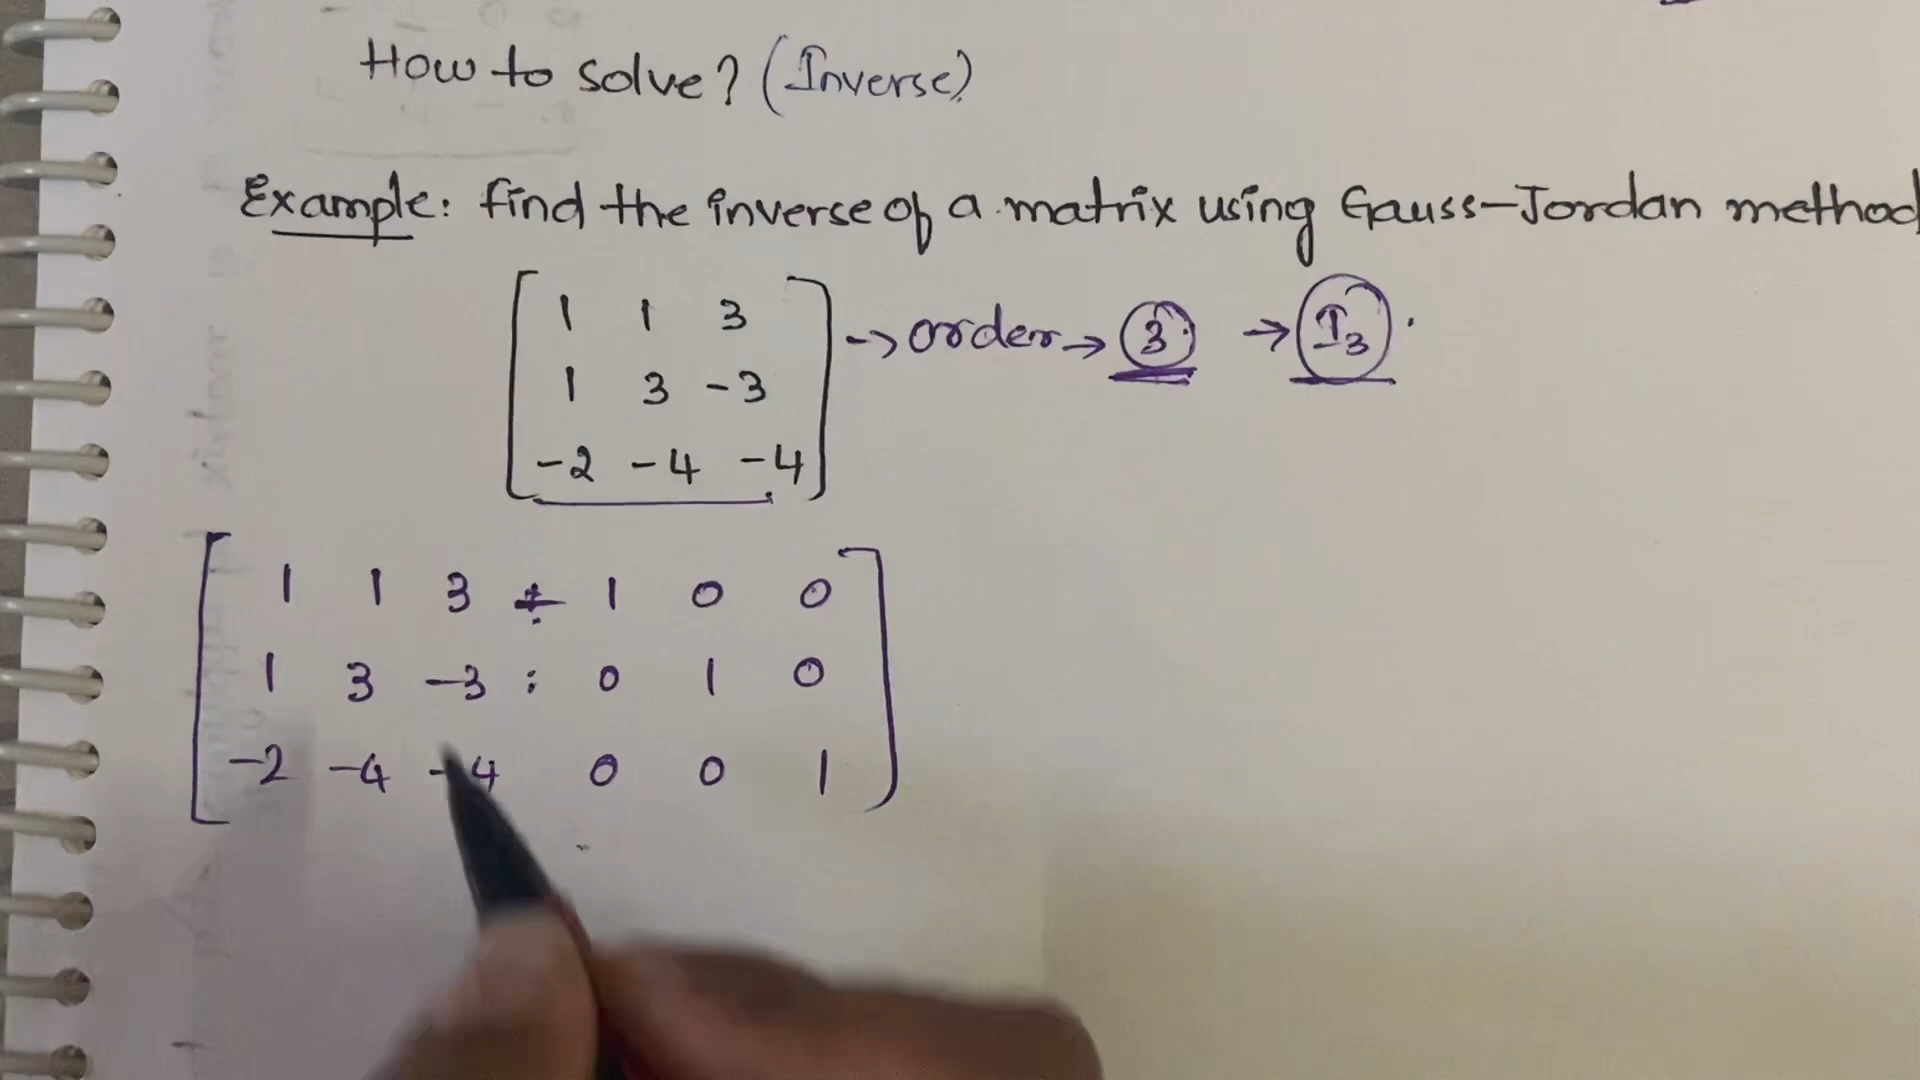 How to solve? (Inverse)
Example: find the inverse of a matrix using Gauss-Jordan method
1 1 3
1 3 -3
-2 -4 -4
-> order -> 3 -> I3.
1 1 3 : 1 0 0
1 3 -3 : 0 1 0
-2 -4 -4 0 0 1